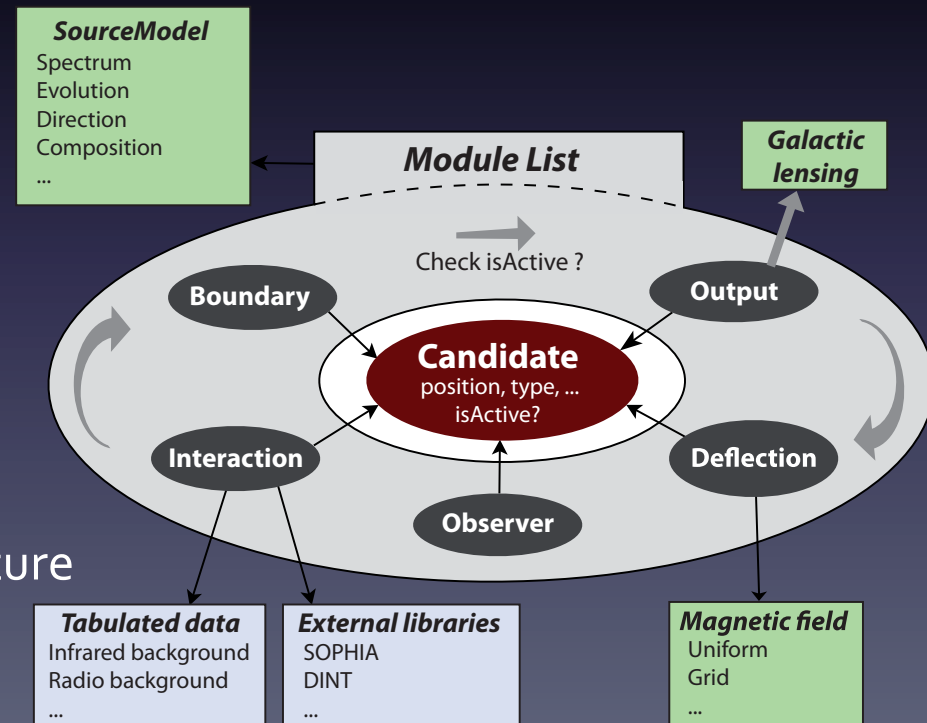 SourceModel
Spectrum
Evolution
Direction
Composition
...
Module List
Galactic
lensing
Check isActive ?
Boundary
Output
Candidate
position, type, ...
isActive?
Interaction
Deflection
Observer
ture
Tabulated data
Infrared background
Radio background
...
External libraries
SOPHIA
DINT
...
Magnetic field
Uniform
Grid
...